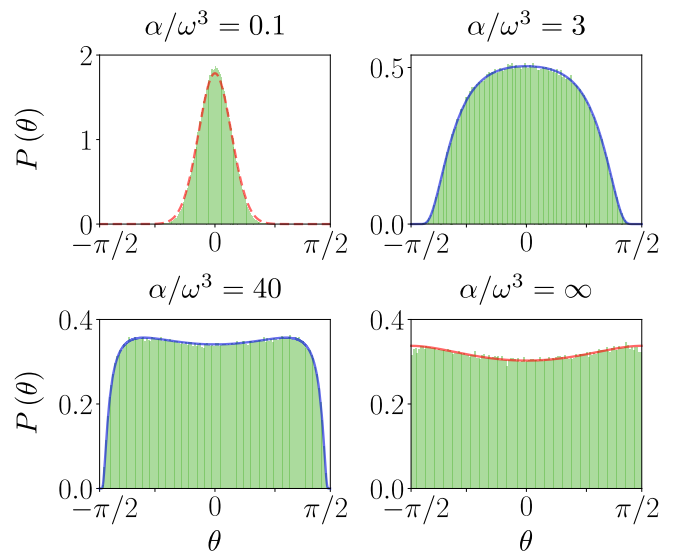 α/ω³ = 0.1
α/ω³ = 3
P (θ)
2
1
0
−π/2 0 π/2
0.5
0.0
−π/2 0 π/2
α/ω³ = 40
α/ω³ = ∞
P (θ)
0.4
0.2
0.0
−π/2 0 π/2
θ
0.4
0.2
0.0
−π/2 0 π/2
θ